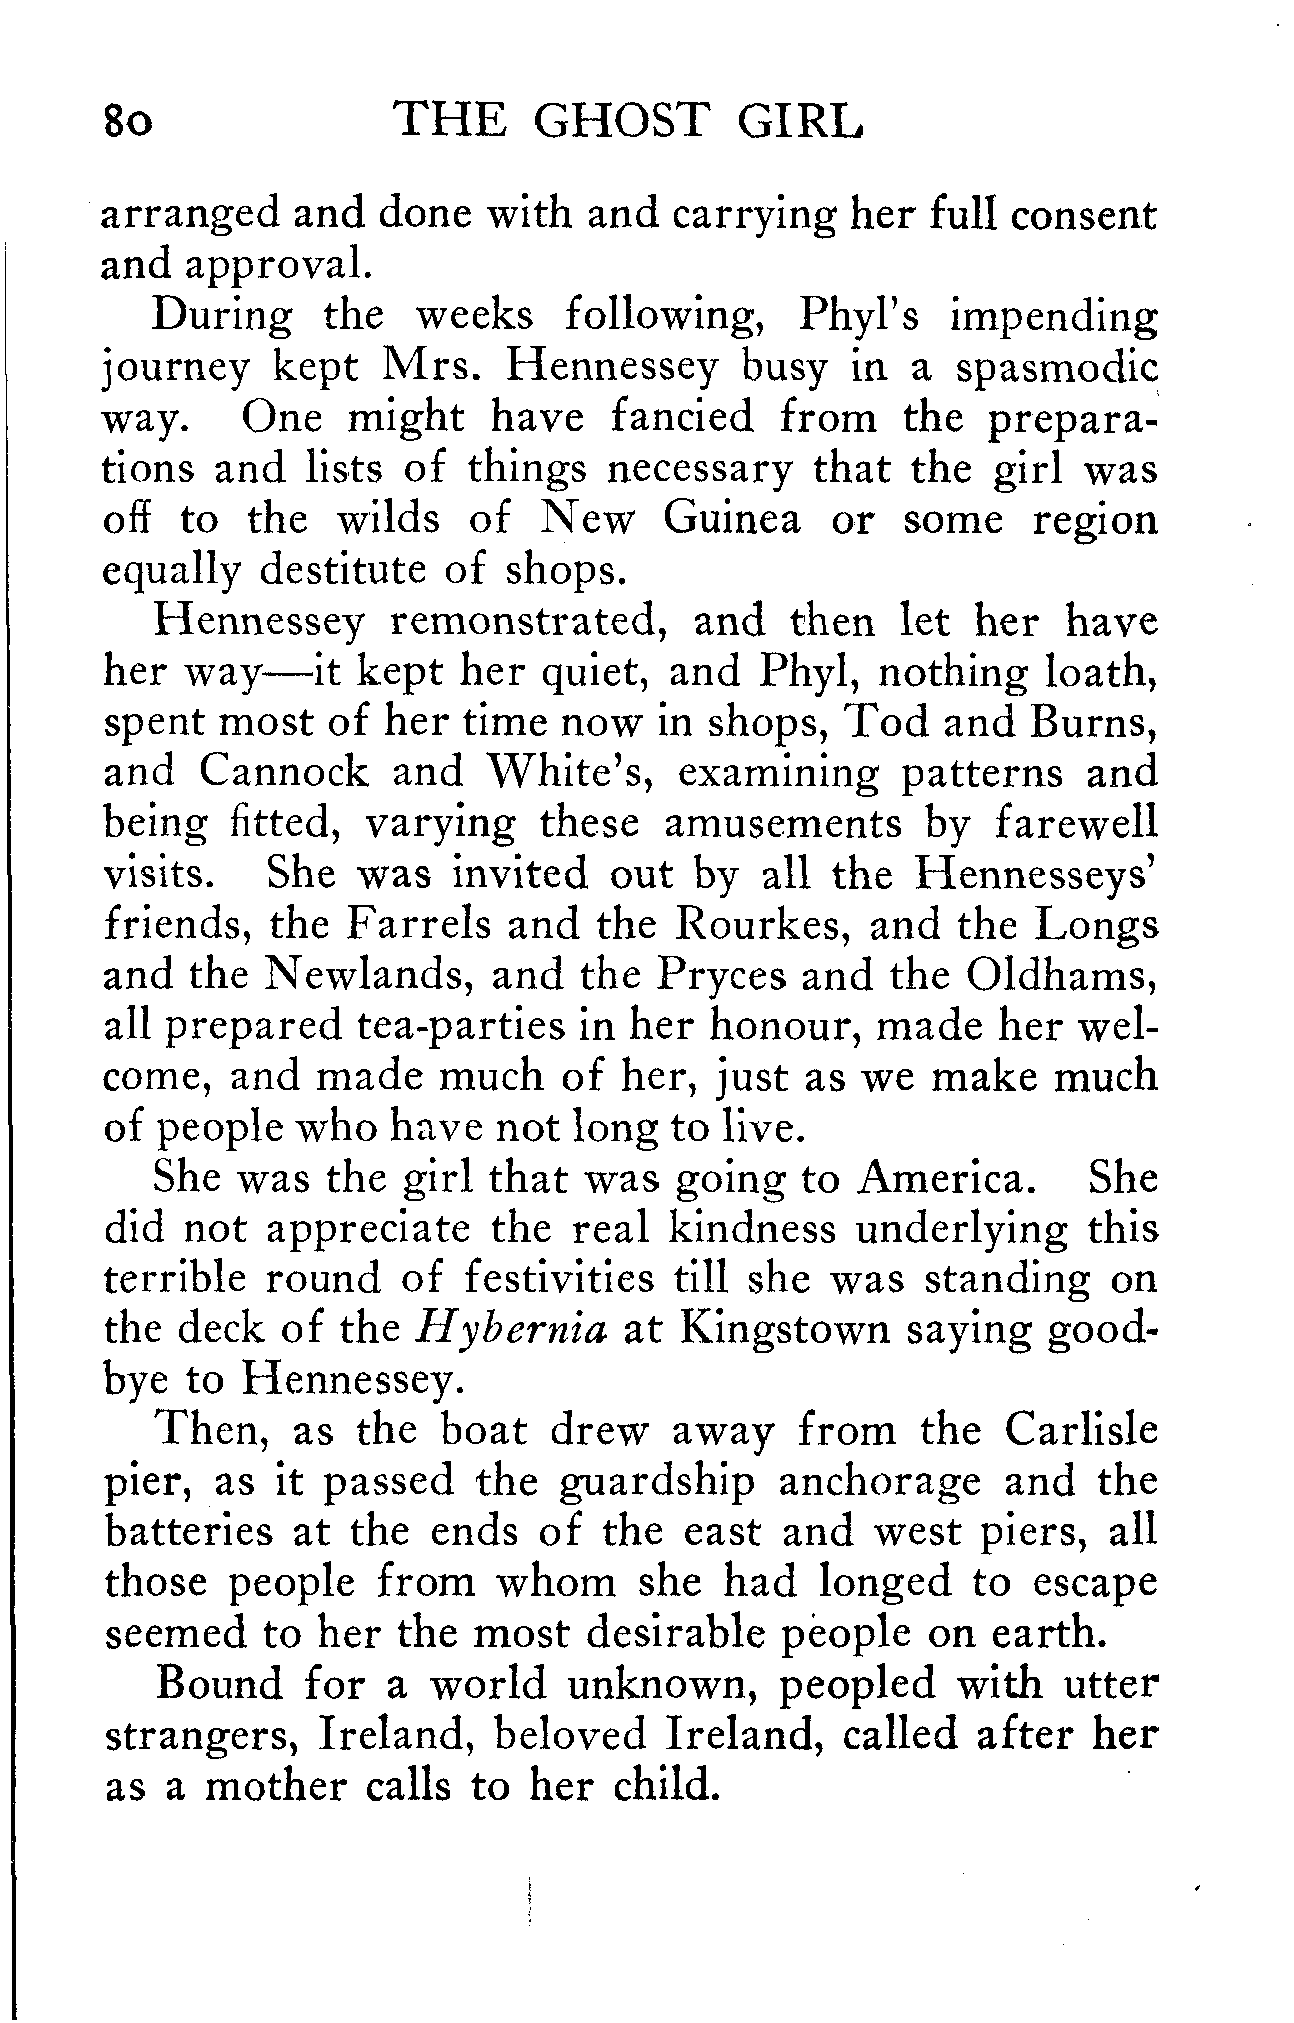 80 THE GHOST GIRL
arranged and done with and carrying her full consent
and approval.
During the weeks following, Phyl's impending
journey kept Mrs. Hennessey busy in a spasmodic
way. One might have fancied from the prepara-
tions and lists of things necessary that the girl was
off to the wilds of New Guinea or some region
equally destitute of shops.
Hennessey remonstrated, and then let her have
her way—it kept her quiet, and Phyl, nothing loath,
spent most of her time now in shops, Tod and Burns,
and Cannock and White's, examining patterns and
being fitted, varying these amusements by farewell
visits. She was invited out by all the Hennesseys'
friends, the Farrels and the Rourkes, and the Longs
and the Newlands, and the Pryces and the Oldhams,
all prepared tea-parties in her honour, made her wel-
come, and made much of her, just as we make much
of people who have not long to live.
She was the girl that was going to America. She
did not appreciate the real kindness underlying this
terrible round of festivities till she was standing on
the deck of the Hybernia at Kingstown saying good-
bye to Hennessey.
Then, as the boat drew away from the Carlisle
pier, as it passed the guardship anchorage and the
batteries at the ends of the east and west piers, all
those people from whom she had longed to escape
seemed to her the most desirable people on earth.
Bound for a world unknown, peopled with utter
strangers, Ireland, beloved Ireland, called after her
as a mother calls to her child.